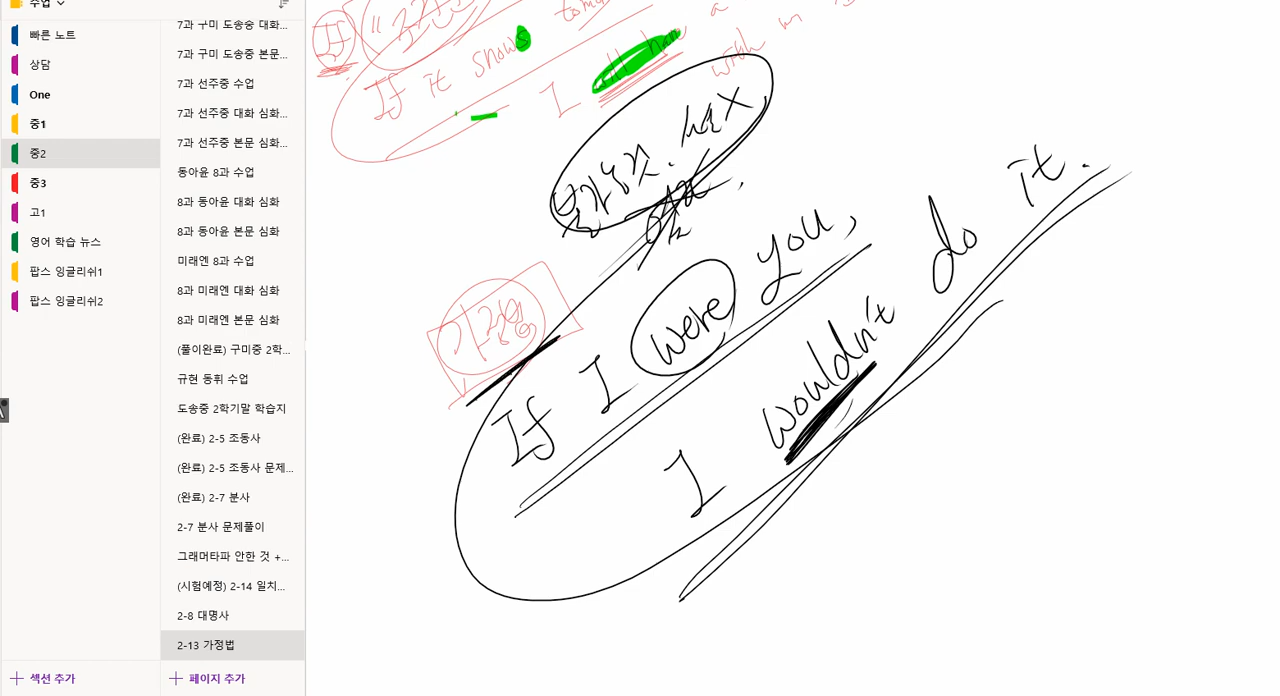 수업
빠른 노트
상담
One
중1
중2
중3
고1
영어 학습 뉴스
팝스 잉글리쉬1
팝스 잉글리쉬2
섹션 추가
7과 구미 도송중 대화...
7과 구미 도송중 본문...
7과 선주중 수업
7과 선주중 대화 심화...
7과 선주중 본문 심화...
동아윤 8과 수업
8과 동아윤 대화 심화
8과 동아윤 본문 심화
미래엔 8과 수업
8과 미래엔 대화 심화
8과 미래엔 본문 심화
(풀이완료) 구미중 2학...
규현 동휘 수업
도송중 2학기말 학습지
(완료) 2-5 조동사
(완료) 2-5 조동사 문제...
(완료) 2-7 분사
2-7 분사 문제풀이
그래머타파 안한 것 +...
(시험예정) 2-14 일치...
2-8 대명사
2-13 가정법
페이지 추가
If
If it snows
I will
가정법
If I were you,
I wouldn't do it.